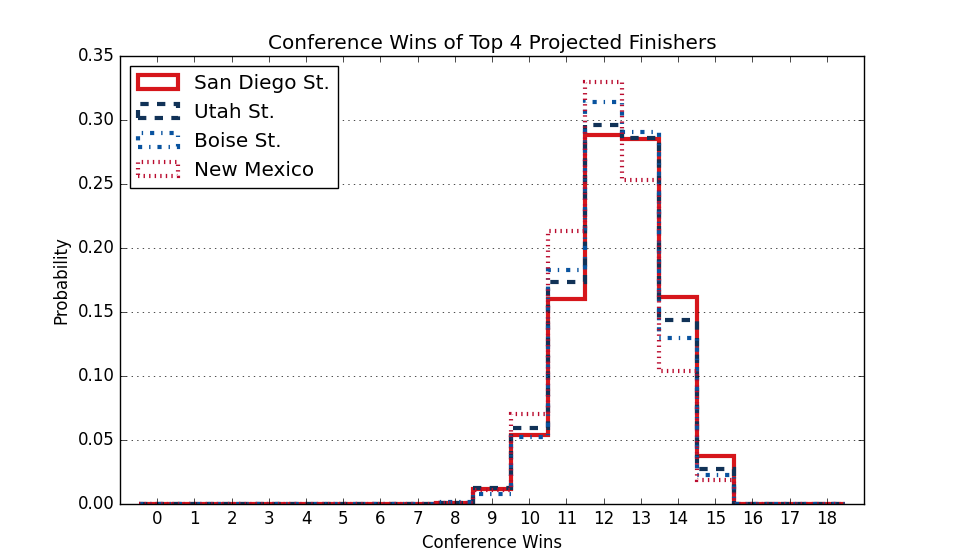 Conference Wins of Top 4 Projected Finishers
0.35
0.30
0.25
0.20
0.15
0.10
0.05
0.00
Probability
San Diego St.
Utah St.
Boise St.
New Mexico
0 1 2 3 4 5 6 7 8 9 10 11 12 13 14 15 16 17 18
Conference Wins